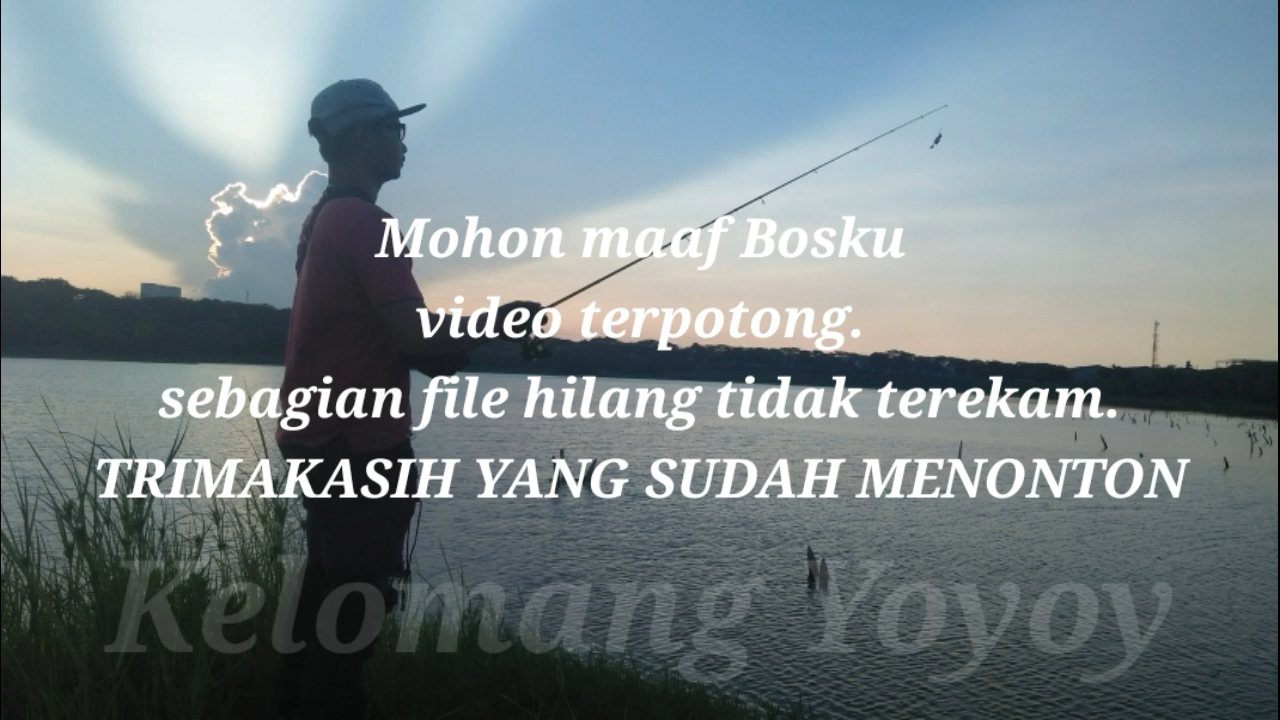 Mohon maaf Bosku
video terpotong.
sebagian file hilang tidak terekam.
TRIMAKASIH YANG SUDAH MENONTON
Kelomang Yoyoy